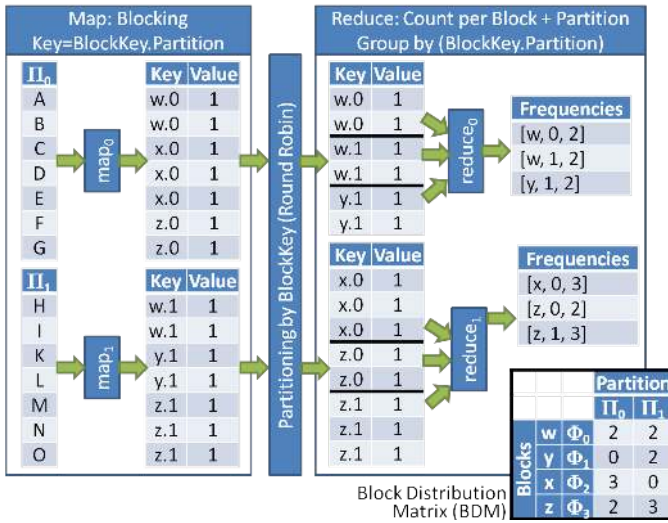 Map: Blocking
Key=BlockKey.Partition
Π0
A
B
C
D
E
F
G
map0
Key Value
w.0 1
w.0 1
x.0 1
x.0 1
x.0 1
z.0 1
z.0 1
Π1
H
I
K
L
M
N
O
map1
Key Value
w.1 1
w.1 1
y.1 1
y.1 1
z.1 1
z.1 1
z.1 1
Partitioning by BlockKey (Round Robin)
Reduce: Count per Block + Partition
Group by (BlockKey.Partition)
Key Value
w.0 1
w.0 1
w.1 1
w.1 1
y.1 1
y.1 1
reduce0
Frequencies
[w, 0, 2]
[w, 1, 2]
[y, 1, 2]
Key Value
x.0 1
x.0 1
x.0 1
z.0 1
z.0 1
z.1 1
z.1 1
z.1 1
reduce1
Frequencies
[x, 0, 3]
[z, 0, 2]
[z, 1, 3]
Block Distribution
Matrix (BDM)
Partition
Π0 Π1
Blocks
w Φ0 2 2
y Φ1 0 2
x Φ2 3 0
z Φ3 2 3